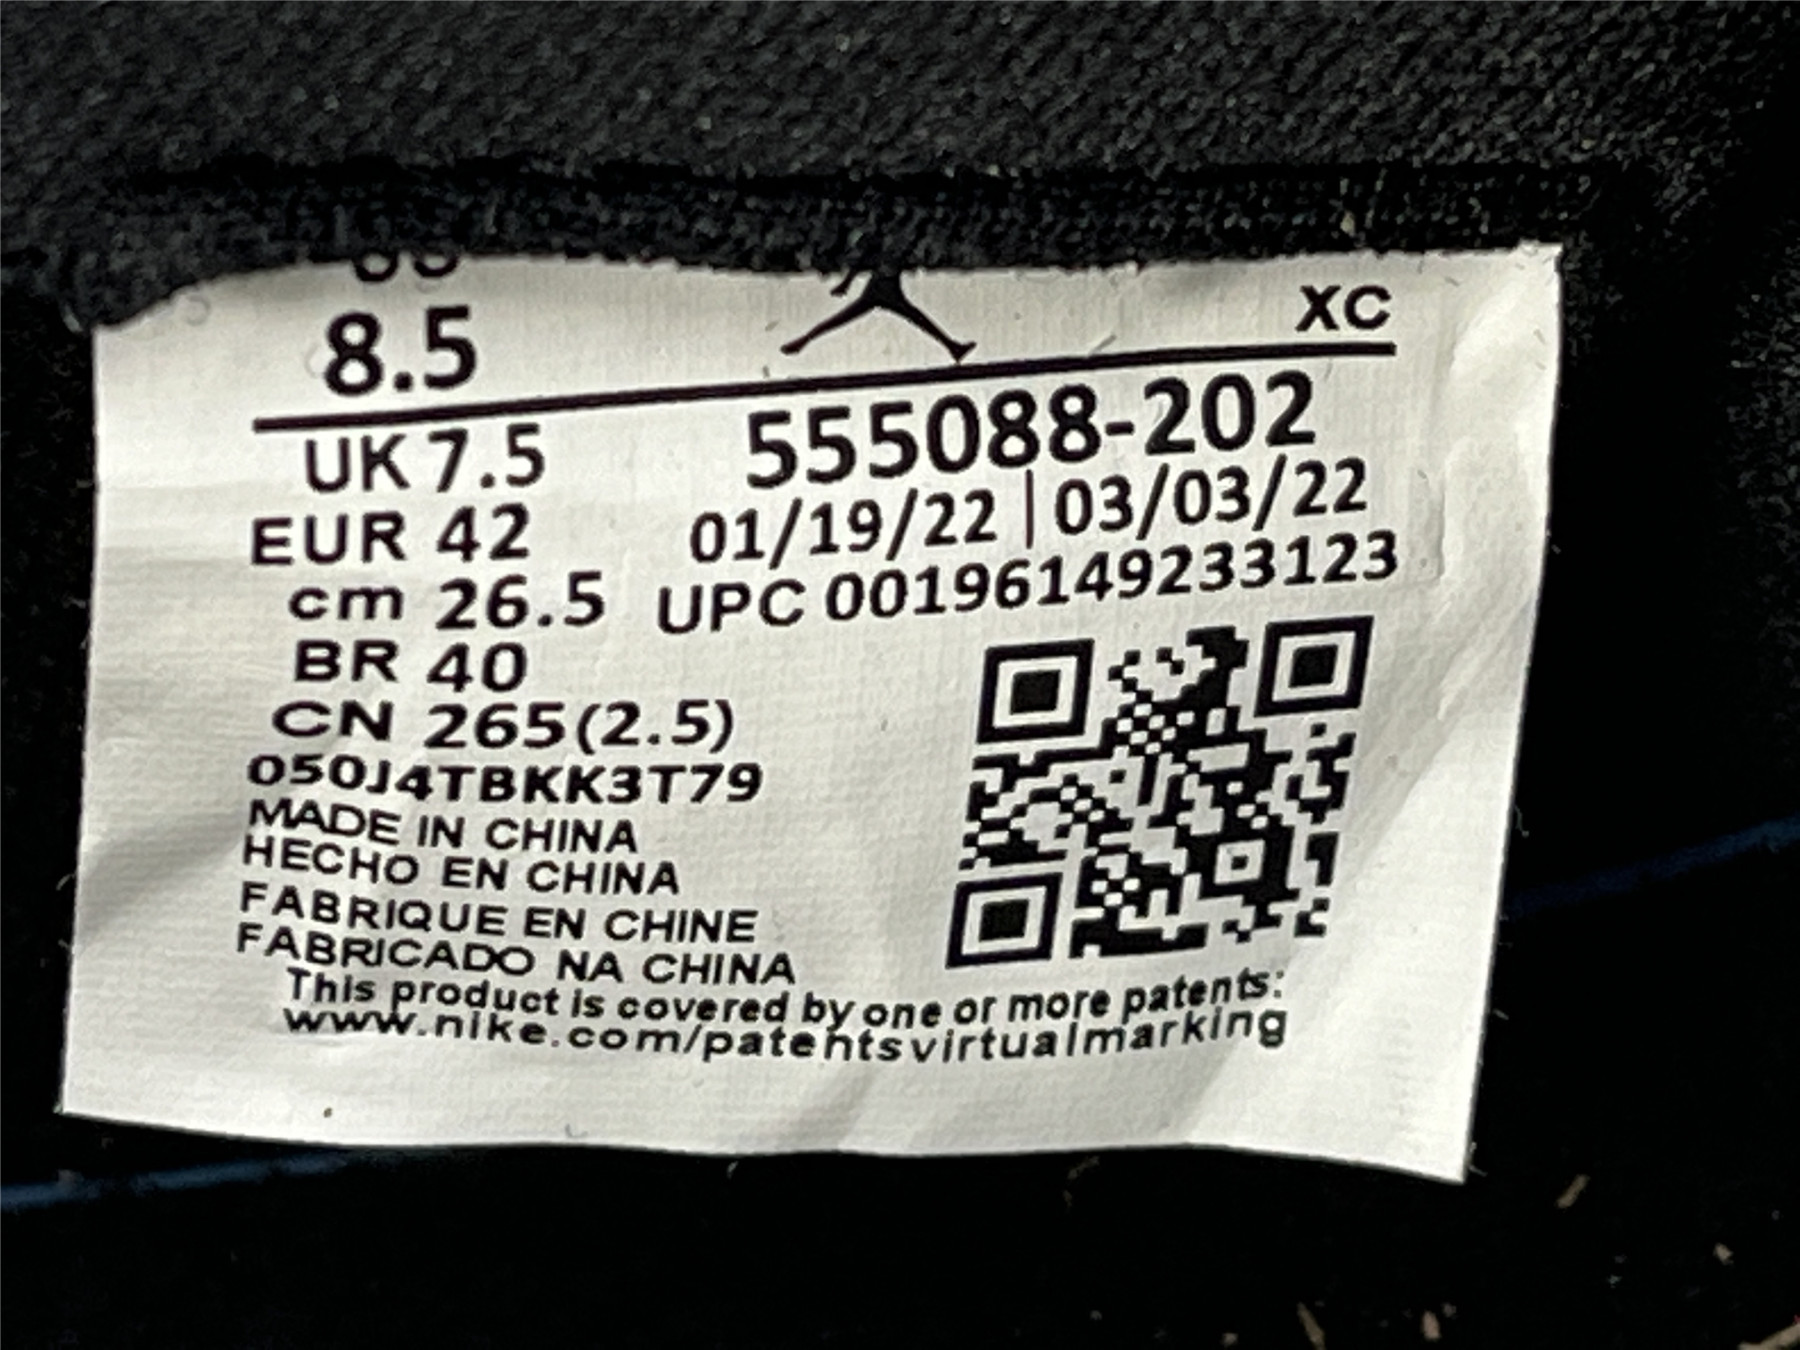 8.5
XC
UK 7.5
555088-202
EUR 42
01/19/22 | 03/03/22
cm 26.5
UPC 00196149233123
BR 40
CN 265(2.5)
050J4TBKK3T79
MADE IN CHINA
HECHO EN CHINA
FABRIQUE EN CHINE
FABRICADO NA CHINA
This product is covered by one or more patents:
www.nike.com/patentsvirtualmarking